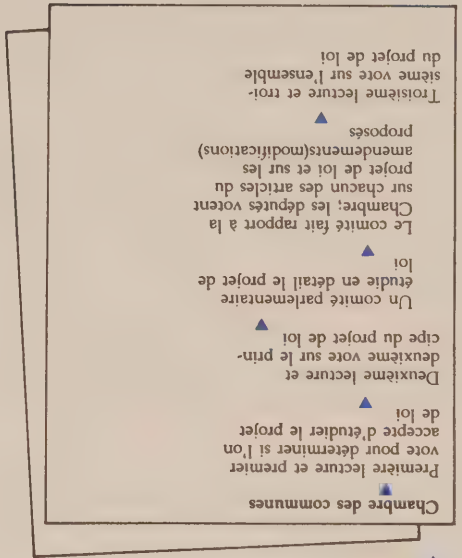 Chambre des communes
Première lecture et premier
vote pour déterminer si l'on
accepte d'étudier le projet
de loi
Deuxième lecture et
deuxième vote sur le prin-
cipe du projet de loi
Un comité parlementaire
étudie en détail le projet de
loi
Le comité fait rapport à la
Chambre; les députés votent
sur chacun des articles du
projet de loi et sur les
amendements(modifications)
proposés
Troisième lecture et troi-
sième vote sur l'ensemble
du projet de loi